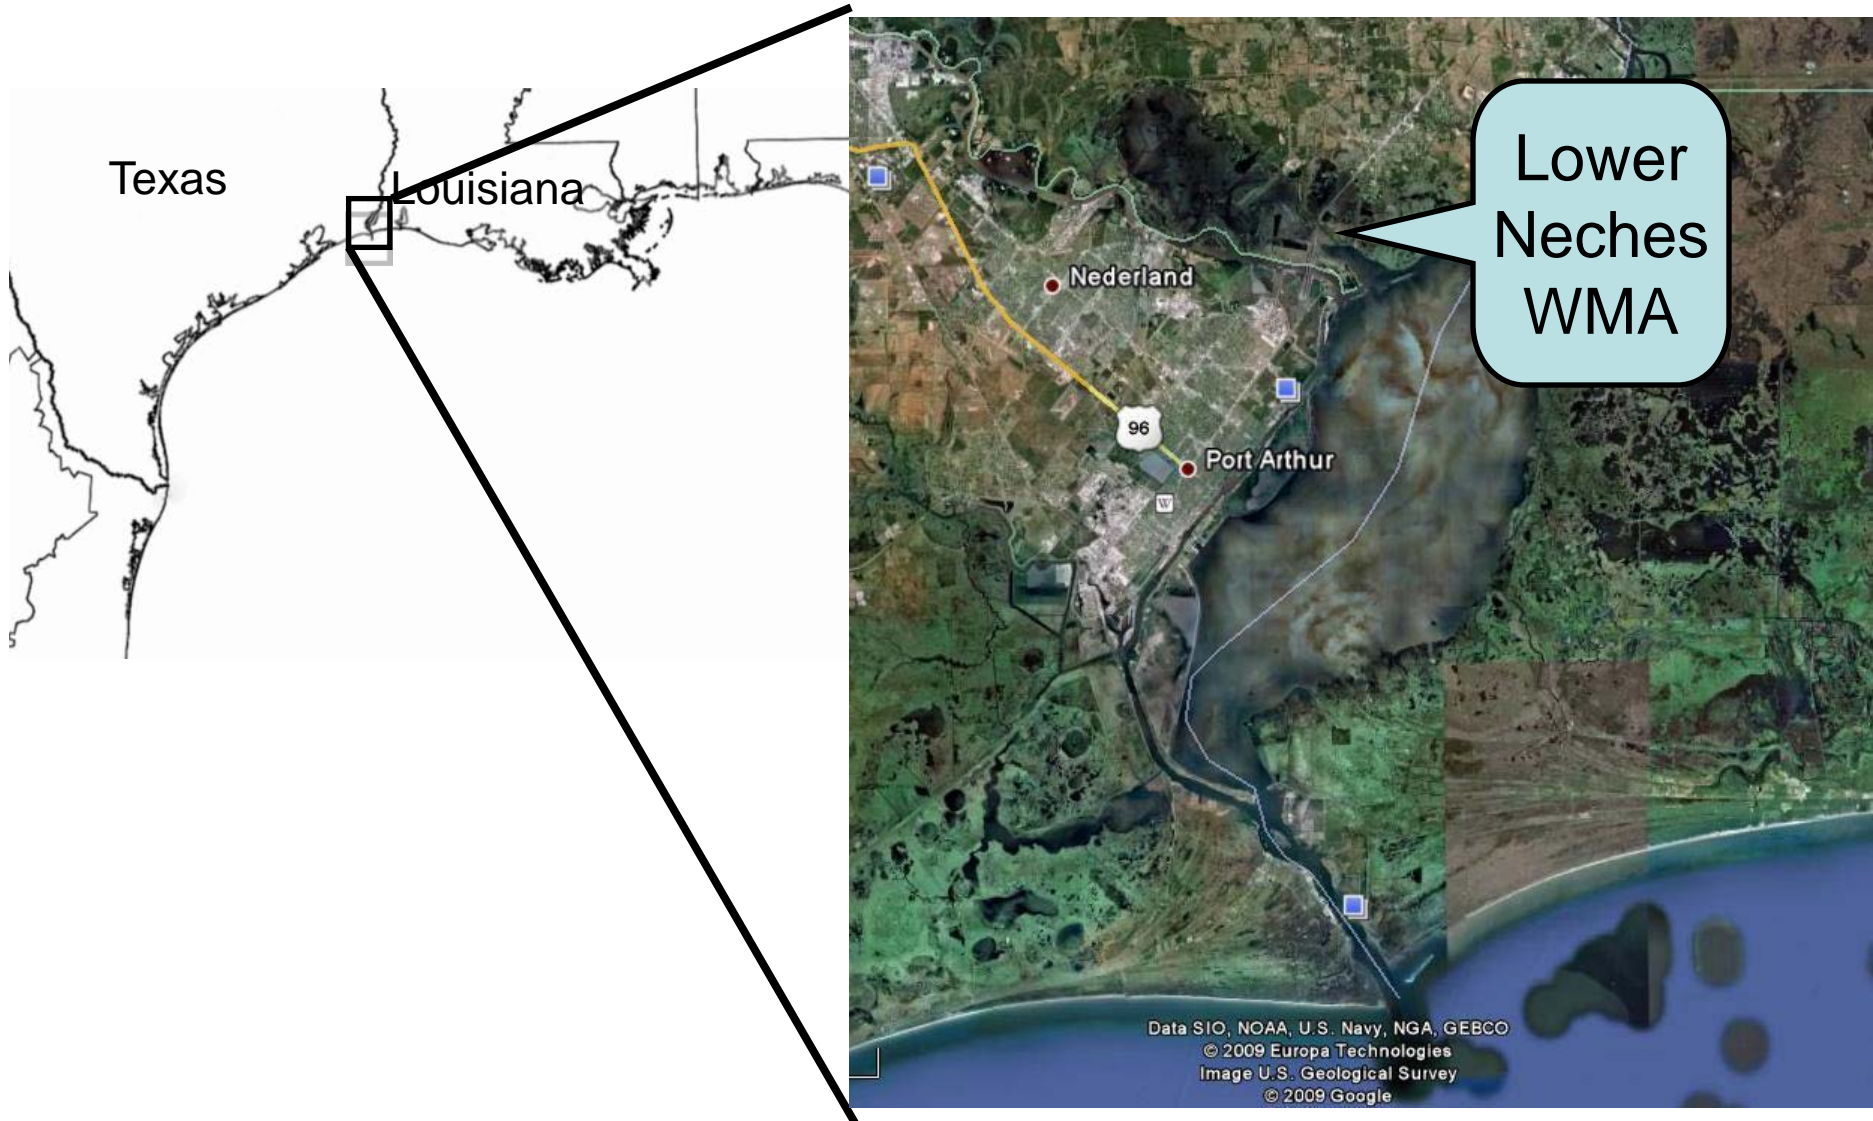 Texas
Louisiana
Lower
Neches
WMA
Nederland
96
Port Arthur
W
Data SIO, NOAA, U.S. Navy, NGA, GEBCO
© 2009 Europa Technologies
Image U.S. Geological Survey
© 2009 Google